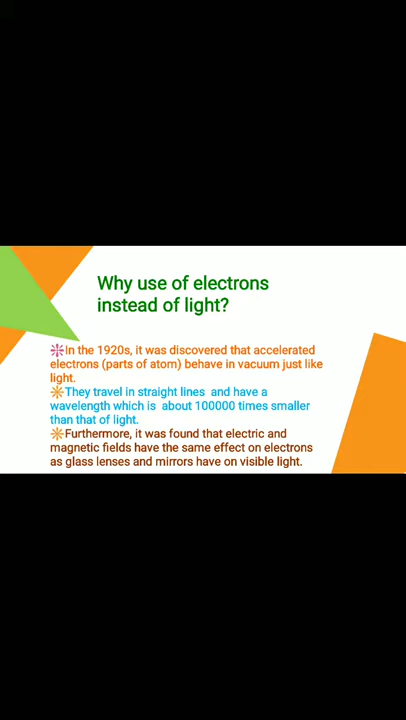 Why use of electrons
instead of light?
❇In the 1920s, it was discovered that accelerated
electrons (parts of atom) behave in vacuum just like
light.
❇They travel in straight lines  and have a
wavelength which is  about 100000 times smaller
than that of light.
❇Furthermore, it was found that electric and
magnetic fields have the same effect on electrons
as glass lenses and mirrors have on visible light.